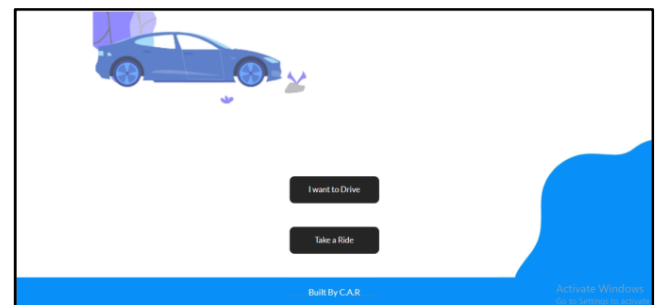 I want to Drive
Take a Ride
Built By C.A.R
Activate Windows
Go to Settings to activate